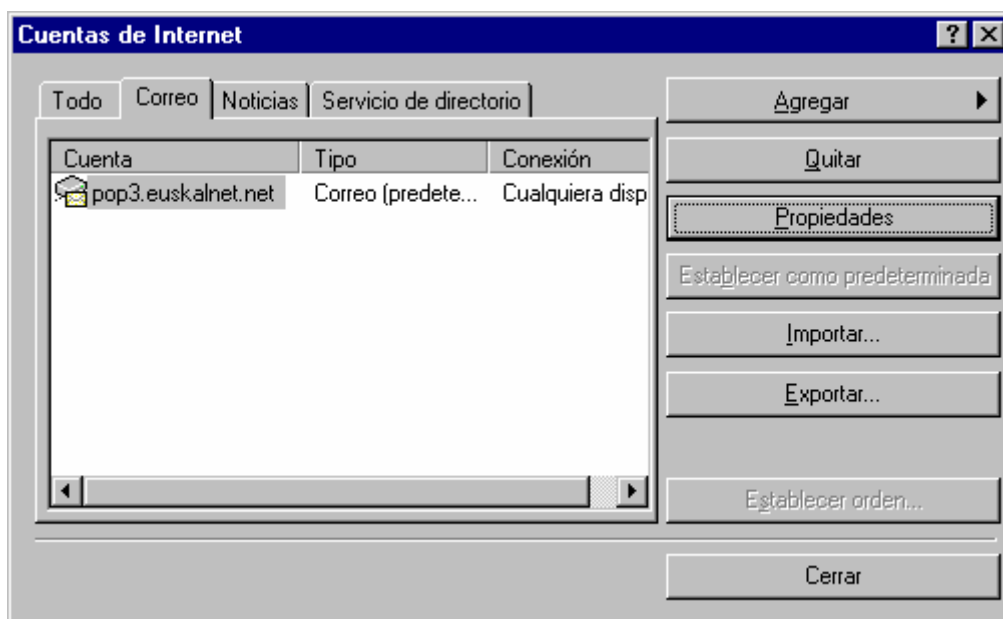 Cuentas de Internet
Todo Correo Noticias Servicio de directorio
Cuenta Tipo Conexión
pop3.euskalnet.net Correo (predete... Cualquiera disp
Agregar
Quitar
Propiedades
Establecer como predeterminada
Importar...
Exportar...
Establecer orden...
Cerrar